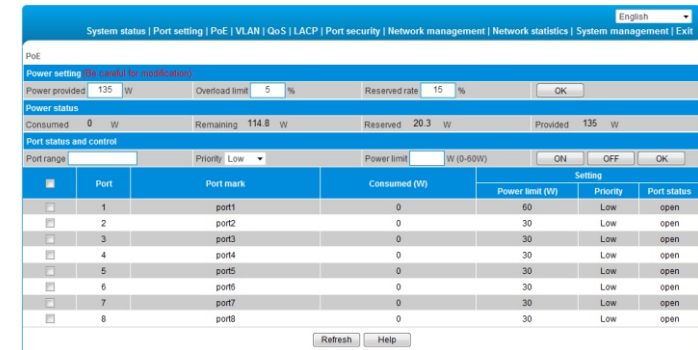 English
System status | Port setting | PoE | VLAN | QoS | LACP | Port security | Network management | Network statistics | System management | Exit
PoE
Power setting (Be careful for modification)
Power provided 135 W Overload limit 5 % Reserved rate 15 % OK
Power status
Consumed 0 W Remaining 114.8 W Reserved 20.3 W Provided 135 W
Port status and control
Port range Priority Low Power limit W (0-60W) ON OFF OK
Port Port mark Consumed (W) Setting
Power limit (W) Priority Port status
1 port1 0 60 Low open
2 port2 0 30 Low open
3 port3 0 30 Low open
4 port4 0 30 Low open
5 port5 0 30 Low open
6 port6 0 30 Low open
7 port7 0 30 Low open
8 port8 0 30 Low open
Refresh Help